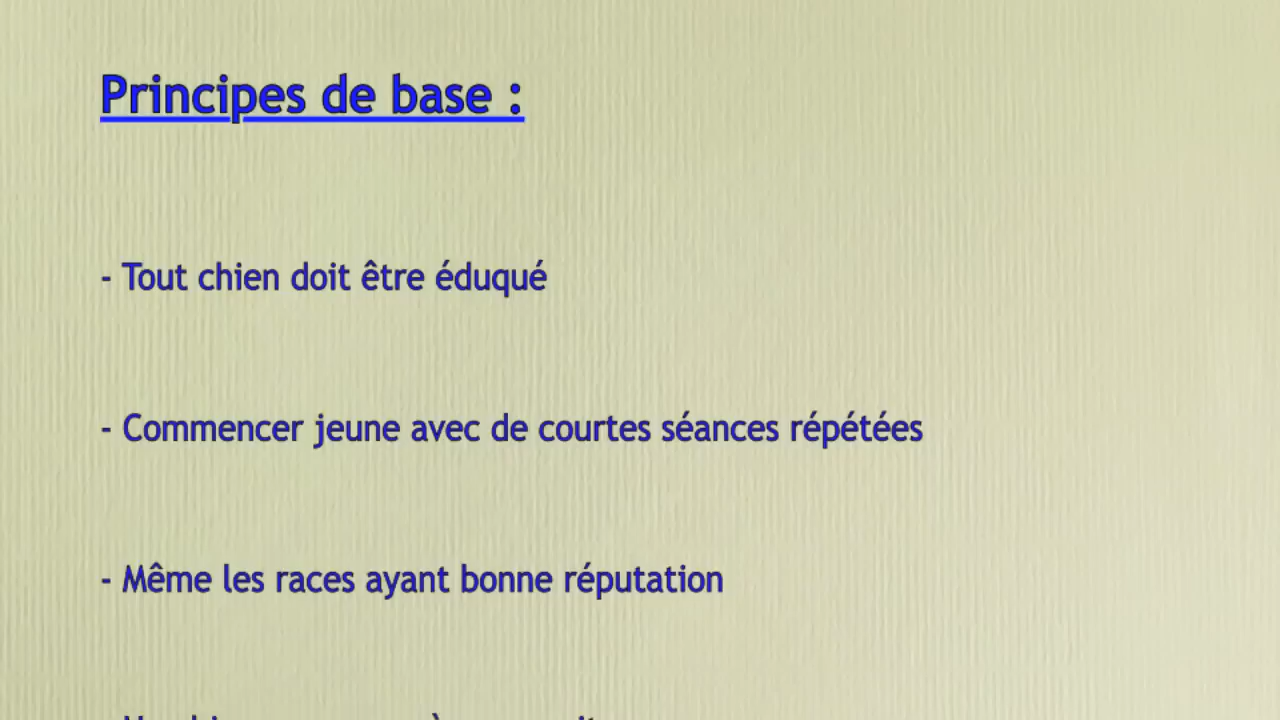 Principes de base :
- Tout chien doit être éduqué
- Commencer jeune avec de courtes séances répétées
- Même les races ayant bonne réputation